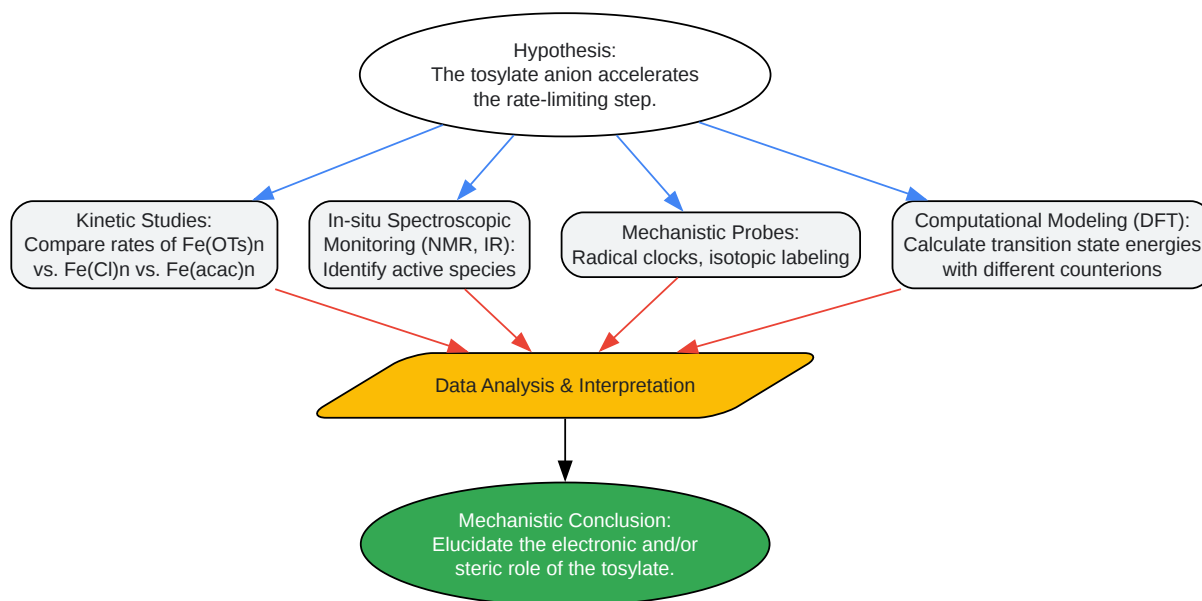 Hypothesis:
The tosylate anion accelerates
the rate-limiting step.
Kinetic Studies:
Compare rates of Fe(OTs)n
vs. Fe(Cl)n vs. Fe(acac)n
In-situ Spectroscopic
Monitoring (NMR, IR):
Identify active species
Mechanistic Probes:
Radical clocks, isotopic labeling
Computational Modeling (DFT):
Calculate transition state energies
with different counterions
Data Analysis & Interpretation
Mechanistic Conclusion:
Elucidate the electronic and/or
steric role of the tosylate.